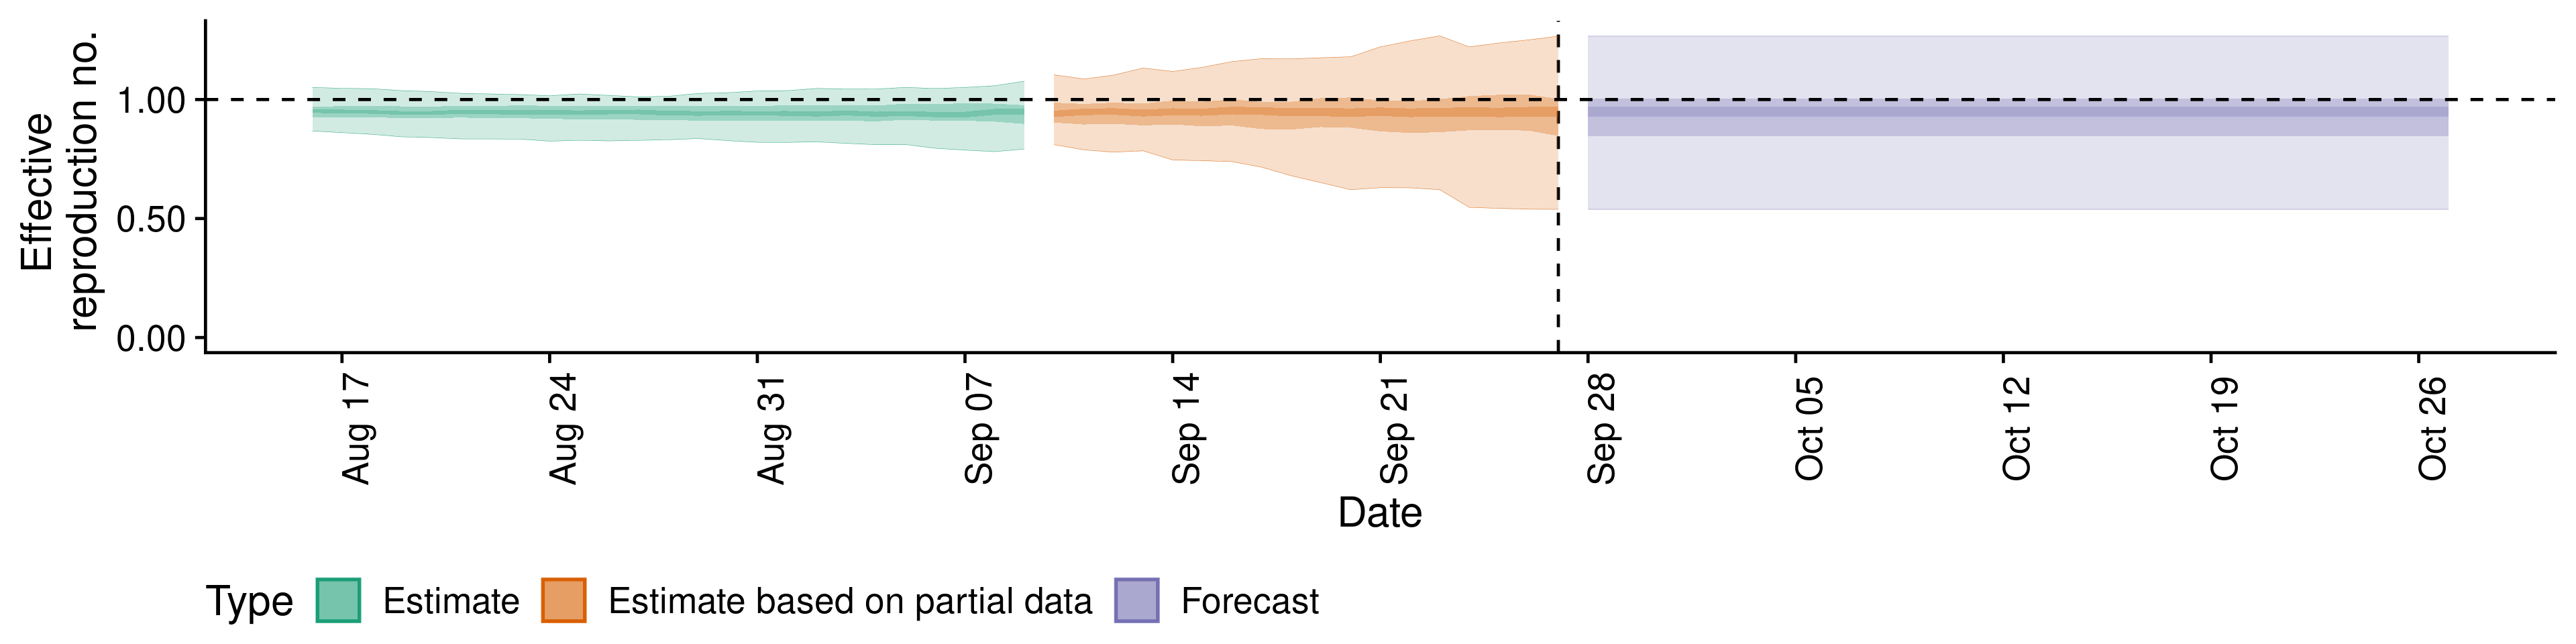 Effective
reproduction no.
1.00
0.50
0.00
Aug 17
Aug 24
Aug 31
Sep 07
Sep 14
Sep 21
Sep 28
Oct 05
Oct 12
Oct 19
Oct 26
Date
Type Estimate Estimate based on partial data Forecast